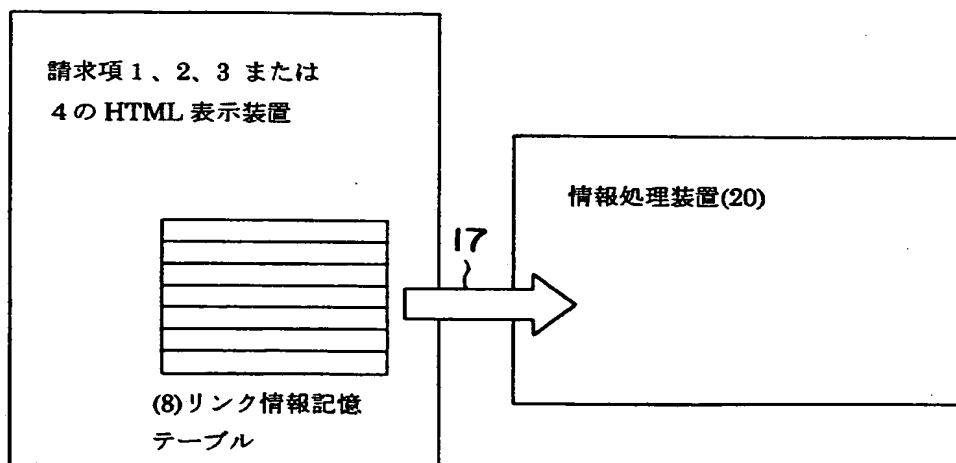 請求項1、2、3 または
4の HTML 表示装置
情報処理装置(20)
17
(8)リンク情報記憶
テーブル